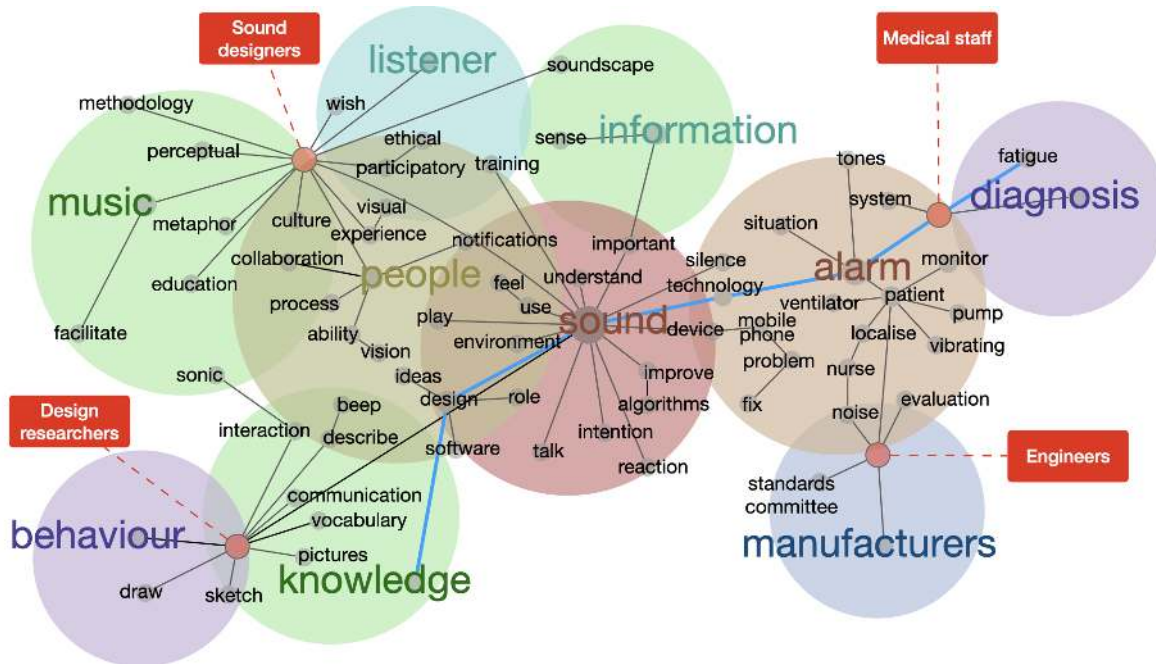 Sound
designers
Medical staff
listener
soundscape
methodology
wish
ethical
information
sense
tones
fatigue
perceptual
participatory
training
system
diagnosis
music
visual
situation
metaphor
culture
experience
notifications
important
silence
alarm
monitor
collaboration
people
understand
technology
education
feel
ventilator
patient
process
use
sound
pump
play
device
mobile
phone
localise
facilitate
ability
environment
vibrating
vision
problem
sonic
ideas
improve
nurse
Design
researchers
beep
design
role
algorithms
fix
evaluation
interaction
describe
software
talk
intention
noise
reaction
Engineers
communication
standards
committee
behaviour
vocabulary
manufacturers
pictures
knowledge
draw
sketch